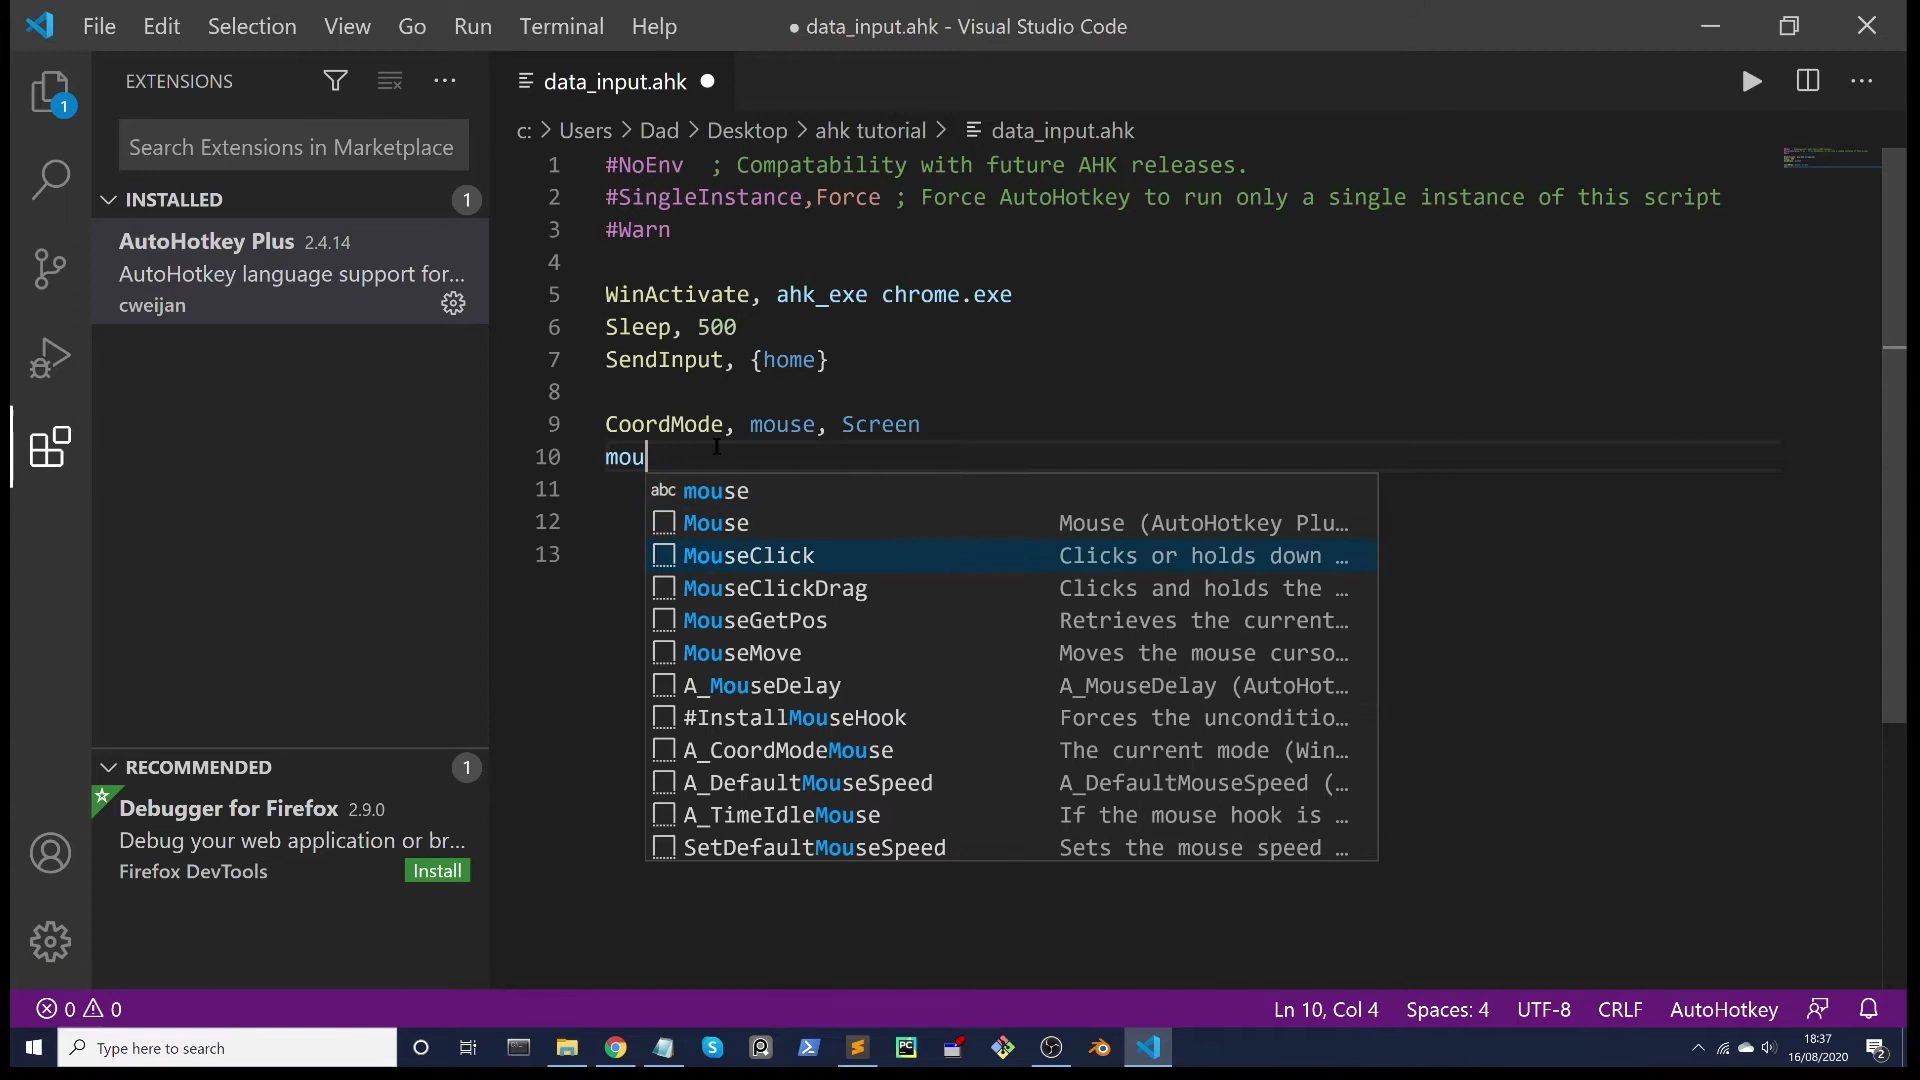 File Edit Selection View Go Run Terminal Help ● data_input.ahk - Visual Studio Code
EXTENSIONS
Search Extensions in Marketplace
INSTALLED 1
AutoHotkey Plus 2.4.14
AutoHotkey language support for...
cweijan
RECOMMENDED 1
Debugger for Firefox 2.9.0
Debug your web application or br...
Firefox DevTools Install
1
data_input.ahk
c: > Users > Dad > Desktop > ahk tutorial > data_input.ahk
1 #NoEnv ; Compatability with future AHK releases.
2 #SingleInstance,Force ; Force AutoHotkey to run only a single instance of this script
3 #Warn
4
5 WinActivate, ahk_exe chrome.exe
6 Sleep, 500
7 SendInput, {home}
8
9 CoordMode, mouse, Screen
10 mou
11
12
13
abc mouse
Mouse Mouse (AutoHotkey Plu…
MouseClick Clicks or holds down …
MouseClickDrag Clicks and holds the …
MouseGetPos Retrieves the current…
MouseMove Moves the mouse curso…
A_MouseDelay A_MouseDelay (AutoHot…
#InstallMouseHook Forces the unconditio…
A_CoordModeMouse The current mode (Win…
A_DefaultMouseSpeed A_DefaultMouseSpeed (…
A_TimeIdleMouse If the mouse hook is …
SetDefaultMouseSpeed Sets the mouse speed …
0 0 Ln 10, Col 4 Spaces: 4 UTF-8 CRLF AutoHotkey
Type here to search
18:37
16/08/2020
2